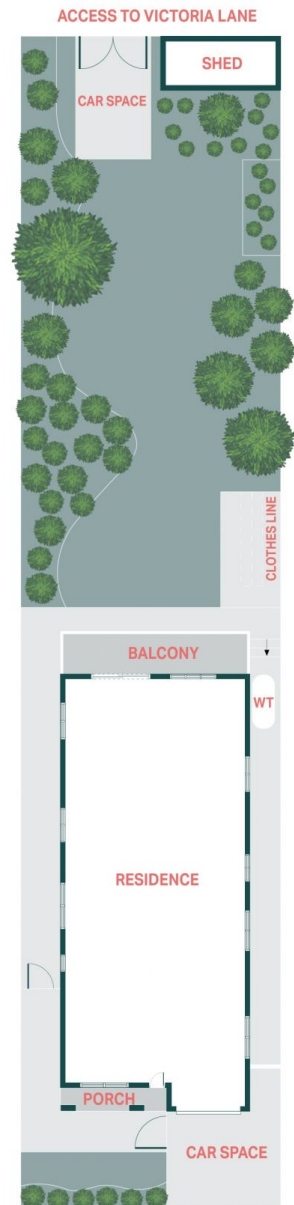 ACCESS TO VICTORIA LANE
SHED
CAR SPACE
CLOTHES LINE
BALCONY
WT
RESIDENCE
PORCH
CAR SPACE